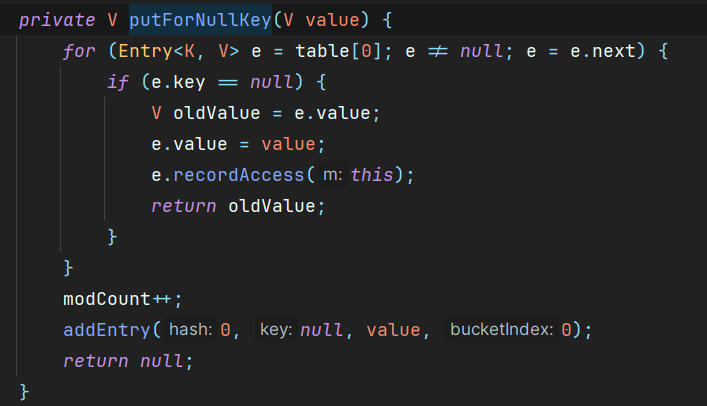 private V putForNullKey(V value) {
    for (Entry<K, V> e = table[0]; e != null; e = e.next) {
        if (e.key == null) {
            V oldValue = e.value;
            e.value = value;
            e.recordAccess( m: this);
            return oldValue;
        }
    }
    modCount++;
    addEntry( hash: 0, key: null, value, bucketIndex: 0);
    return null;
}